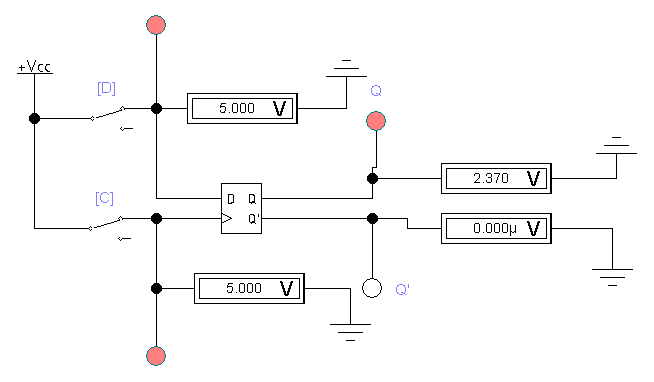 +Vcc
[D]
5.000 V
Q
2.370 V
[C]
D Q
Q'
0.000µ V
5.000 V
Q'